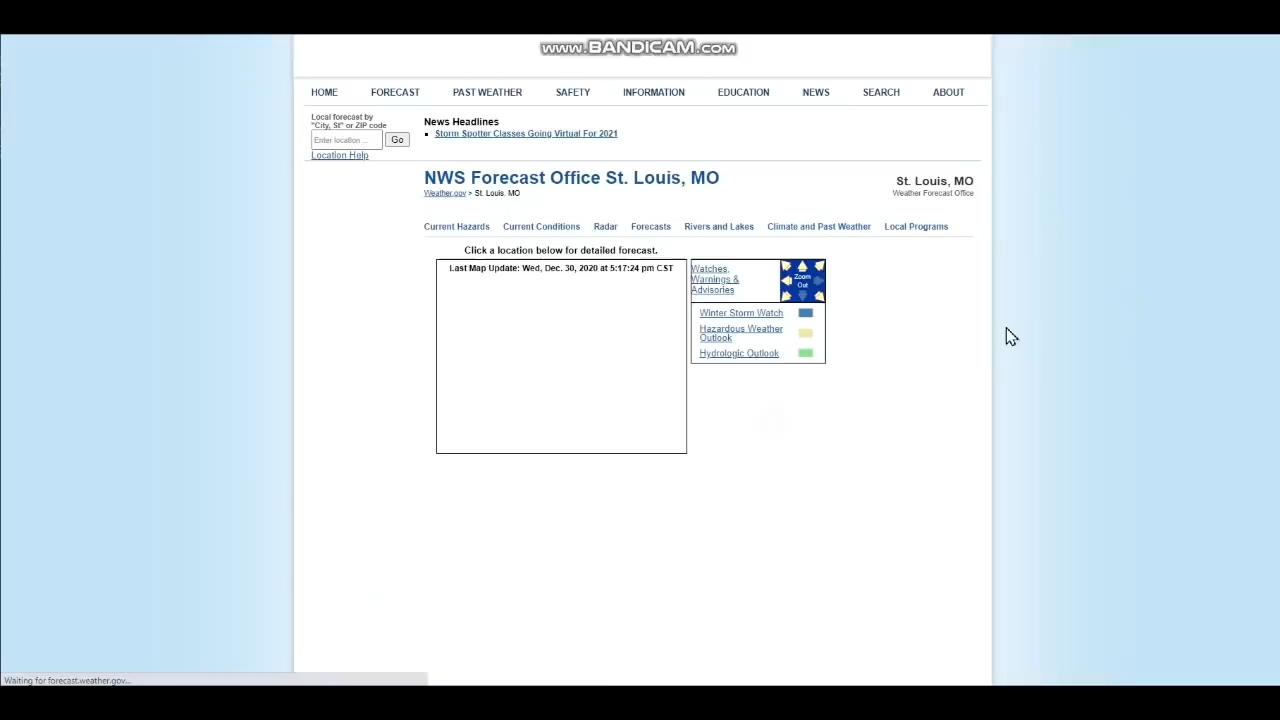 www.BANDICAM.com
HOME FORECAST PAST WEATHER SAFETY INFORMATION EDUCATION NEWS SEARCH ABOUT
Local forecast by
"City, St" or ZIP code
Enter location ...
Go
Location Help
News Headlines
Storm Spotter Classes Going Virtual For 2021
NWS Forecast Office St. Louis, MO
Weather.gov > St. Louis, MO
St. Louis, MO
Weather Forecast Office
Current Hazards Current Conditions Radar Forecasts Rivers and Lakes Climate and Past Weather Local Programs
Click a location below for detailed forecast.
Last Map Update: Wed, Dec. 30, 2020 at 5:17:24 pm CST
Watches,
Warnings &
Advisories
Zoom
Out
Winter Storm Watch
Hazardous Weather
Outlook
Hydrologic Outlook
Waiting for forecast.weather.gov...